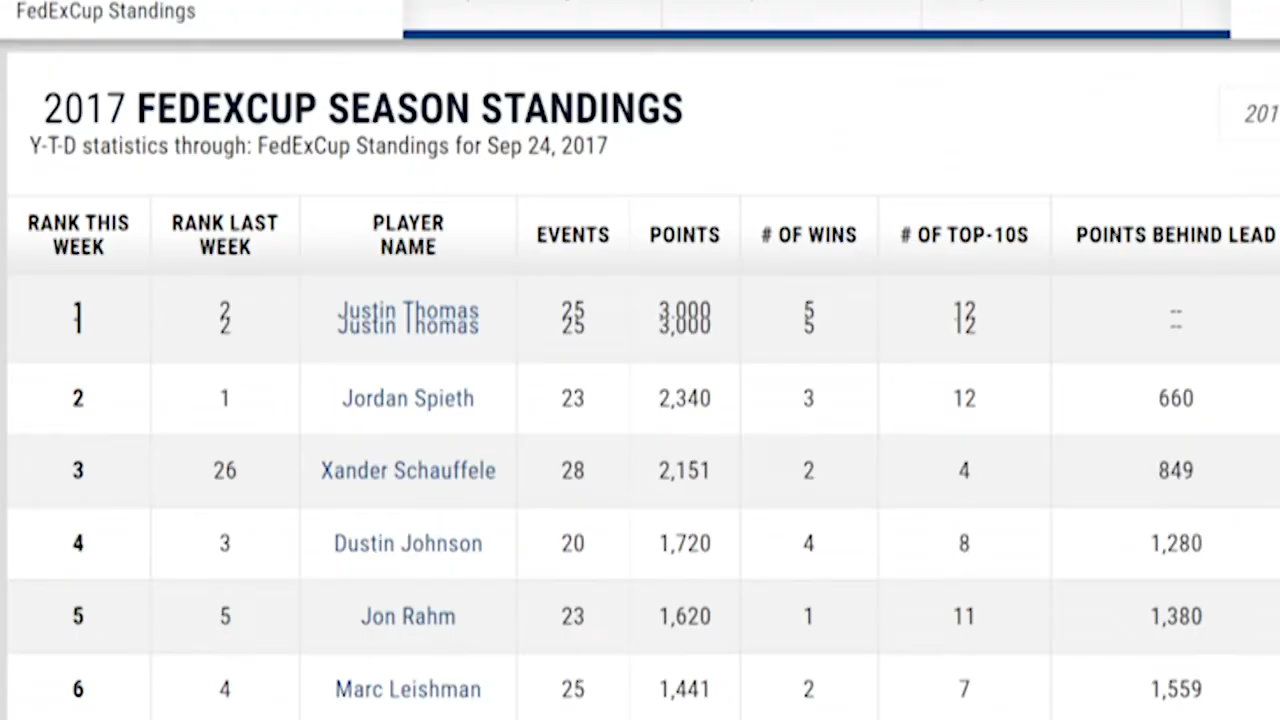 FedExCup Standings
2017 FEDEXCUP SEASON STANDINGS
Y-T-D statistics through: FedExCup Standings for Sep 24, 2017
201
RANK THIS WEEK RANK LAST WEEK PLAYER NAME EVENTS POINTS # OF WINS # OF TOP-10S POINTS BEHIND LEAD
1 2 Justin Thomas 25 3,000 5 12 --
2 1 Jordan Spieth 23 2,340 3 12 660
3 26 Xander Schauffele 28 2,151 2 4 849
4 3 Dustin Johnson 20 1,720 4 8 1,280
5 5 Jon Rahm 23 1,620 1 11 1,380
6 4 Marc Leishman 25 1,441 2 7 1,559